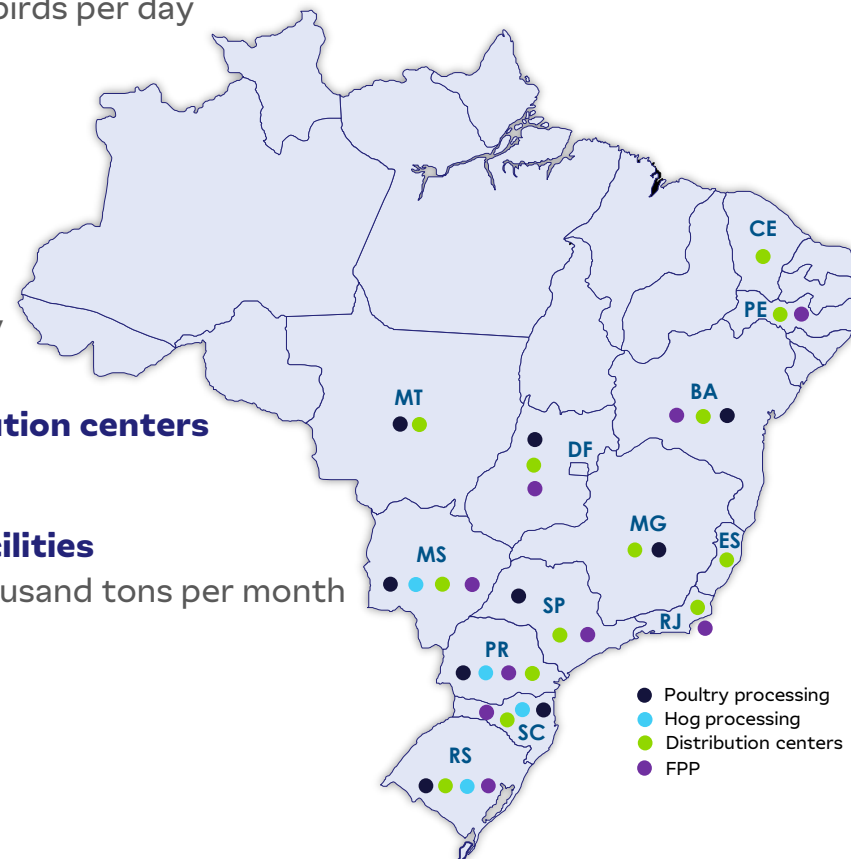 birds per day
CE
PE
y
BA
MT
ution centers
DF
MG
ilities
ES
MS
usand tons per month
SP
RJ
PR
Poultry processing
Hog processing
SC
Distribution centers
RS
FPP